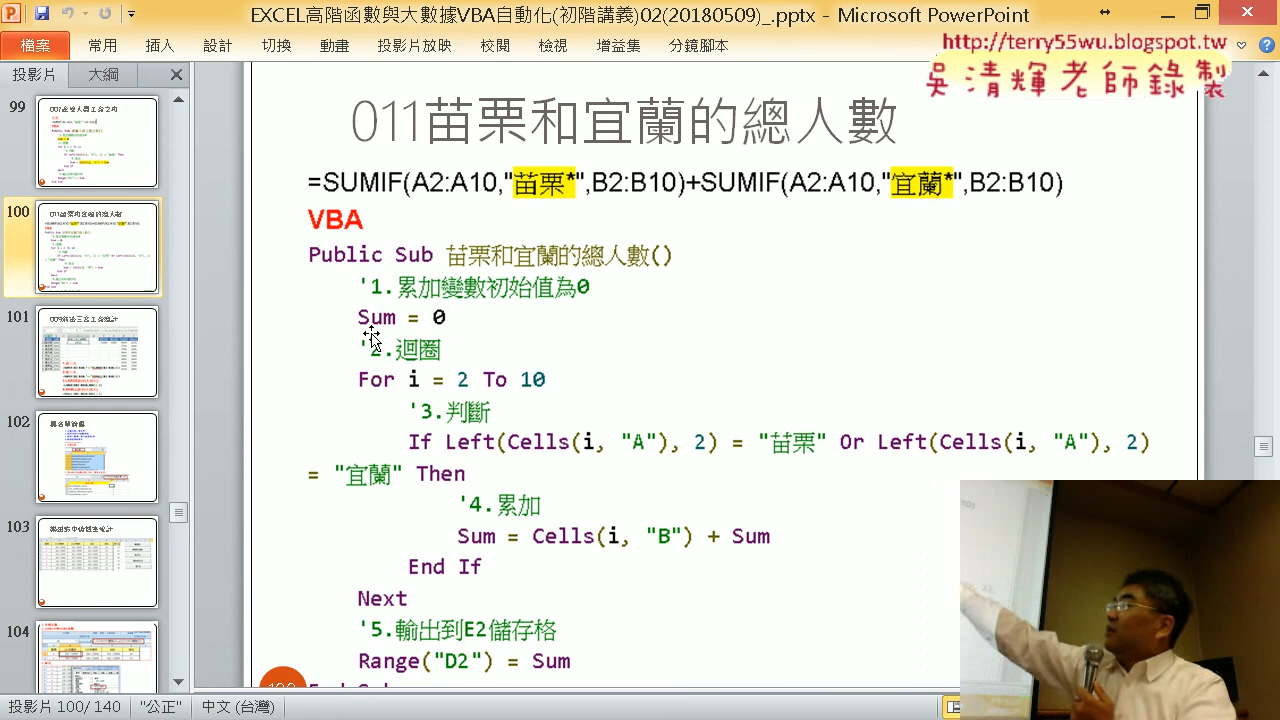 EXCEL高階函數與大數據VBA自動化(初階講義)02(20180509)_.pptx - Microsoft PowerPoint
檔案 常用 插入 設計 切換 動畫 投影片放映 校閱 檢視 增益集 分鏡腳本
http://terry55wu.blogspot.tw
吳清輝老師錄製
投影片 大綱
99
100
101
102
103
104
011苗栗和宜蘭的總人數
=SUMIF(A2:A10,"苗栗*",B2:B10)+SUMIF(A2:A10,"宜蘭*",B2:B10)
VBA
Public Sub 苗栗和宜蘭的總人數()
'1.累加變數初始值為0
Sum = 0
'2.迴圈
For i = 2 To 10
'3.判斷
If Left(Cells(i, "A"), 2) = "苗栗" Or Left(Cells(i, "A"), 2)
= "宜蘭" Then
'4.累加
Sum = Cells(i, "B") + Sum
End If
Next
'5.輸出到E2儲存格
Range("D2") = Sum
投影片 100/ 140 "公正" 中文 (台灣)